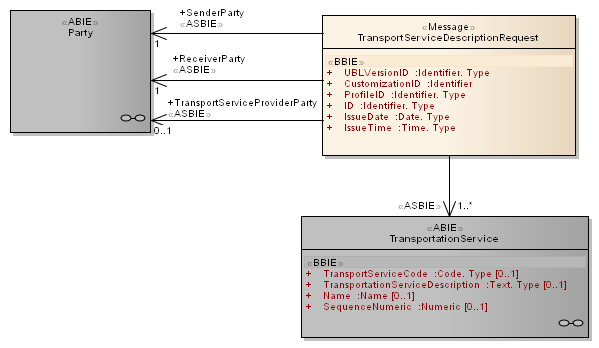 «ABIE»
Party
+SenderParty
«ASBIE»
1
+ReceiverParty
«ASBIE»
1
+TransportServiceProviderParty
«ASBIE»
0..1
«Message»
TransportServiceDescriptionRequest
«BBIE»
+ UBLVersionID :Identifier. Type
+ CustomizationID :Identifier
+ ProfileID :Identifier. Type
+ ID :Identifier. Type
+ IssueDate :Date. Type
+ IssueTime :Time. Type
«ASBIE»
1..*
«ABIE»
TransportationService
«BBIE»
+ TransportServiceCode :Code. Type [0..1]
+ TransportationServiceDescription :Text. Type [0..1]
+ Name :Name [0..1]
+ SequenceNumeric :Numeric [0..1]